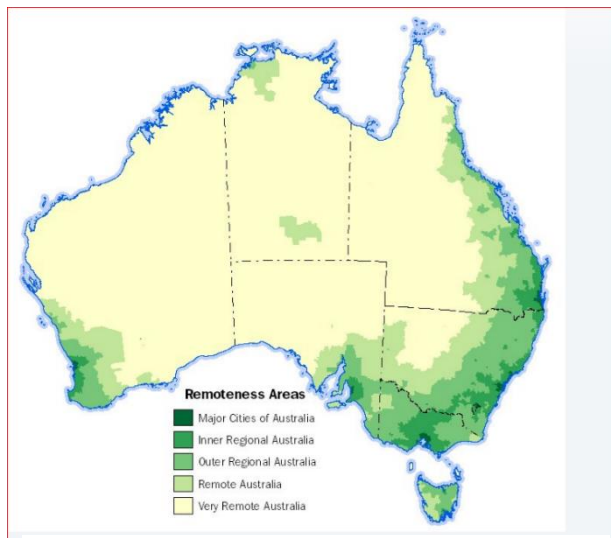 Remoteness Areas
Major Cities of Australia
Inner Regional Australia
Outer Regional Australia
Remote Australia
Very Remote Australia